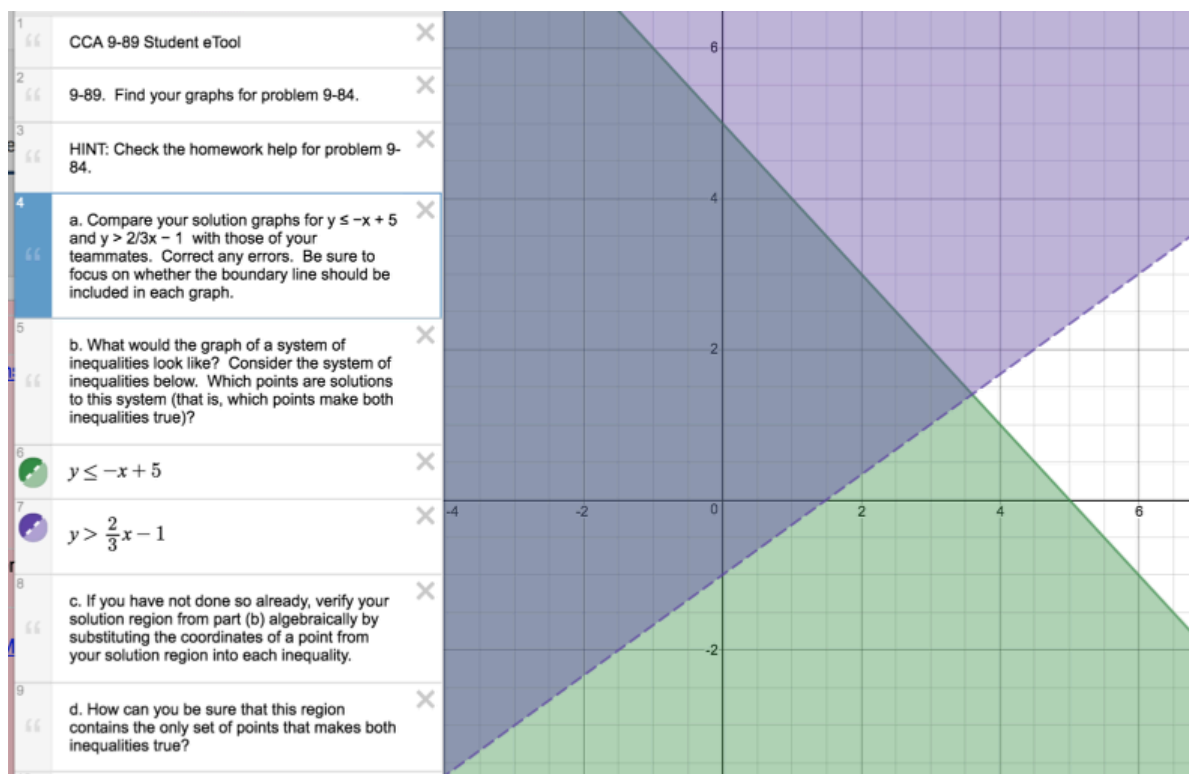 1
CCA 9-89 Student eTool
2
9-89.  Find your graphs for problem 9-84.
3
HINT: Check the homework help for problem 9-
84.
4
a. Compare your solution graphs for y ≤ −x + 5
and y > 2/3x − 1  with those of your
teammates.  Correct any errors.  Be sure to
focus on whether the boundary line should be
included in each graph.
5
b. What would the graph of a system of
inequalities look like?  Consider the system of
inequalities below.  Which points are solutions
to this system (that is, which points make both
inequalities true)?
6
y ≤ −x + 5
7
y > 2/3 x − 1
8
c. If you have not done so already, verify your
solution region from part (b) algebraically by
substituting the coordinates of a point from
your solution region into each inequality.
9
d. How can you be sure that this region
contains the only set of points that makes both
inequalities true?
6
4
2
-4 -2 0 2 4 6
-2